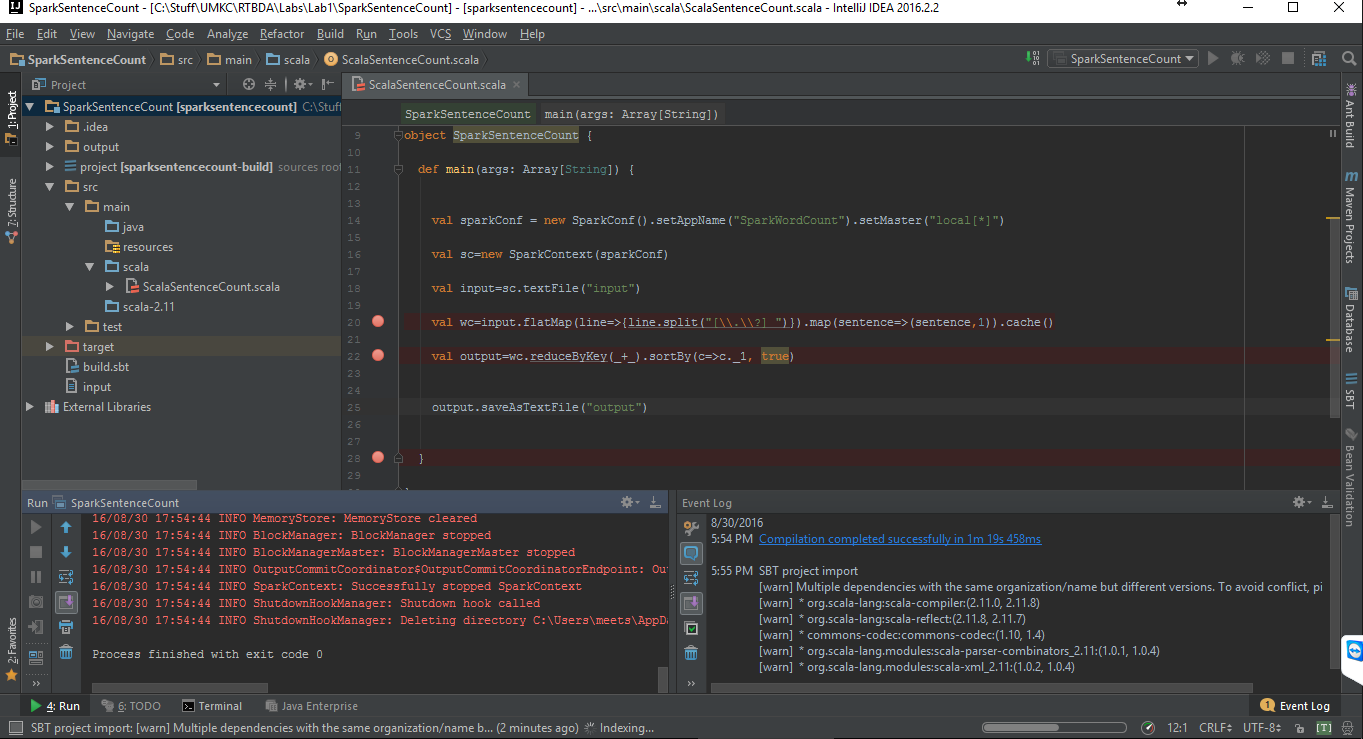 SparkSentenceCount - [C:\Stuff\UMKC\RTBDA\Labs\Lab1\SparkSentenceCount] - [sparksentencecount] - ...\src\main\scala\ScalaSentenceCount.scala - IntelliJ IDEA 2016.2.2
File Edit View Navigate Code Analyze Refactor Build Run Tools VCS Window Help
SparkSentenceCount src main scala ScalaSentenceCount.scala SparkSentenceCount
Project
ScalaSentenceCount.scala
SparkSentenceCount main(args: Array[String])
1: Project
2: Structure
2: Favorites
SparkSentenceCount [sparksentencecount] C:\Stuff
.idea
output
project [sparksentencecount-build] sources root
src
main
java
resources
scala
ScalaSentenceCount.scala
scala-2.11
test
target
build.sbt
input
External Libraries
9 object SparkSentenceCount {
10
11 def main(args: Array[String]) {
12
13
14 val sparkConf = new SparkConf().setAppName("SparkWordCount").setMaster("local[*]")
15
16 val sc=new SparkContext(sparkConf)
17
18 val input=sc.textFile("input")
19
20 val wc=input.flatMap(line=>{line.split("[\\.\\?] ")}).map(sentence=>(sentence,1)).cache()
21
22 val output=wc.reduceByKey(_+_).sortBy(c=>c._1, true)
23
24
25 output.saveAsTextFile("output")
26
27
28 }
29
Ant Build
Maven Projects
Database
SBT
Bean Validation
Run SparkSentenceCount
16/08/30 17:54:44 INFO MemoryStore: MemoryStore cleared
16/08/30 17:54:44 INFO BlockManager: BlockManager stopped
16/08/30 17:54:44 INFO BlockManagerMaster: BlockManagerMaster stopped
16/08/30 17:54:44 INFO OutputCommitCoordinator$OutputCommitCoordinatorEndpoint: Ou
16/08/30 17:54:44 INFO SparkContext: Successfully stopped SparkContext
16/08/30 17:54:44 INFO ShutdownHookManager: Shutdown hook called
16/08/30 17:54:44 INFO ShutdownHookManager: Deleting directory C:\Users\meets\AppDa
Process finished with exit code 0
Event Log
8/30/2016
5:54 PM Compilation completed successfully in 1m 19s 458ms
5:55 PM SBT project import
[warn] Multiple dependencies with the same organization/name but different versions. To avoid conflict, pi
[warn] * org.scala-lang:scala-compiler:(2.11.0, 2.11.8)
[warn] * org.scala-lang:scala-reflect:(2.11.8, 2.11.7)
[warn] * commons-codec:commons-codec:(1.10, 1.4)
[warn] * org.scala-lang.modules:scala-parser-combinators_2.11:(1.0.1, 1.0.4)
[warn] * org.scala-lang.modules:scala-xml_2.11:(1.0.2, 1.0.4)
4: Run 6: TODO Terminal Java Enterprise 1 Event Log
SBT project import: [warn] Multiple dependencies with the same organization/name b... (2 minutes ago) Indexing... 12:1 CRLF UTF-8 [T]